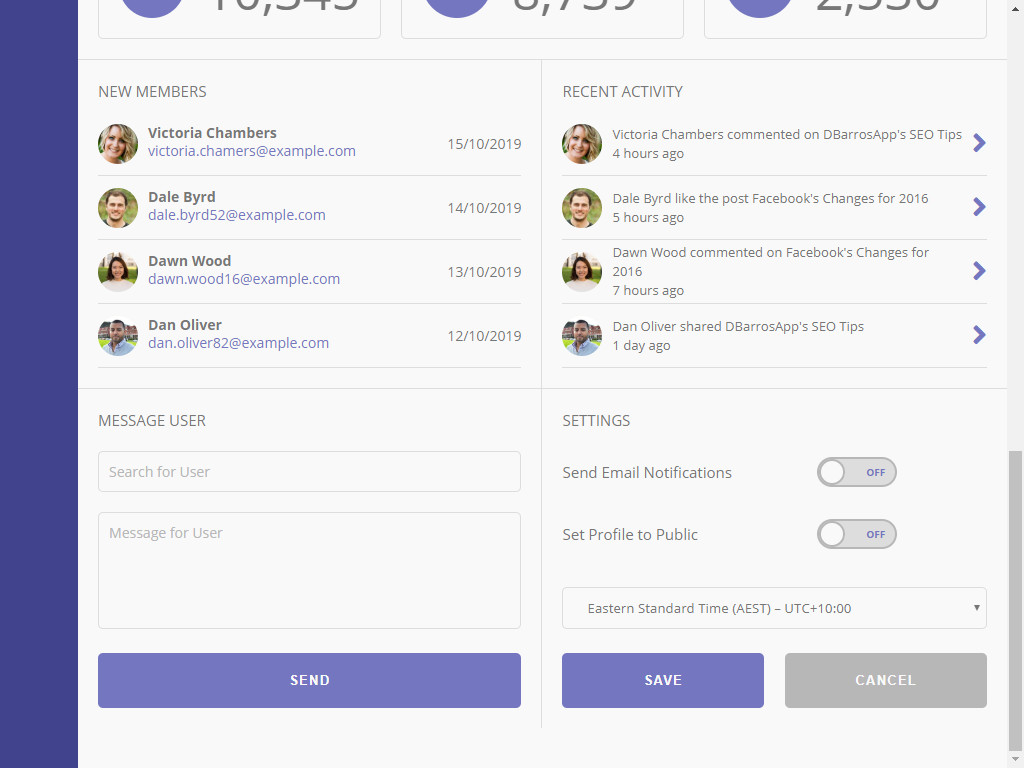 NEW MEMBERS
Victoria Chambers
victoria.chamers@example.com
15/10/2019
Dale Byrd
dale.byrd52@example.com
14/10/2019
Dawn Wood
dawn.wood16@example.com
13/10/2019
Dan Oliver
dan.oliver82@example.com
12/10/2019
RECENT ACTIVITY
Victoria Chambers commented on DBarrosApp's SEO Tips
4 hours ago
Dale Byrd like the post Facebook's Changes for 2016
5 hours ago
Dawn Wood commented on Facebook's Changes for
2016
7 hours ago
Dan Oliver shared DBarrosApp's SEO Tips
1 day ago
MESSAGE USER
Search for User
Message for User
SEND
SETTINGS
Send Email Notifications
OFF
Set Profile to Public
OFF
Eastern Standard Time (AEST) – UTC+10:00
SAVE
CANCEL